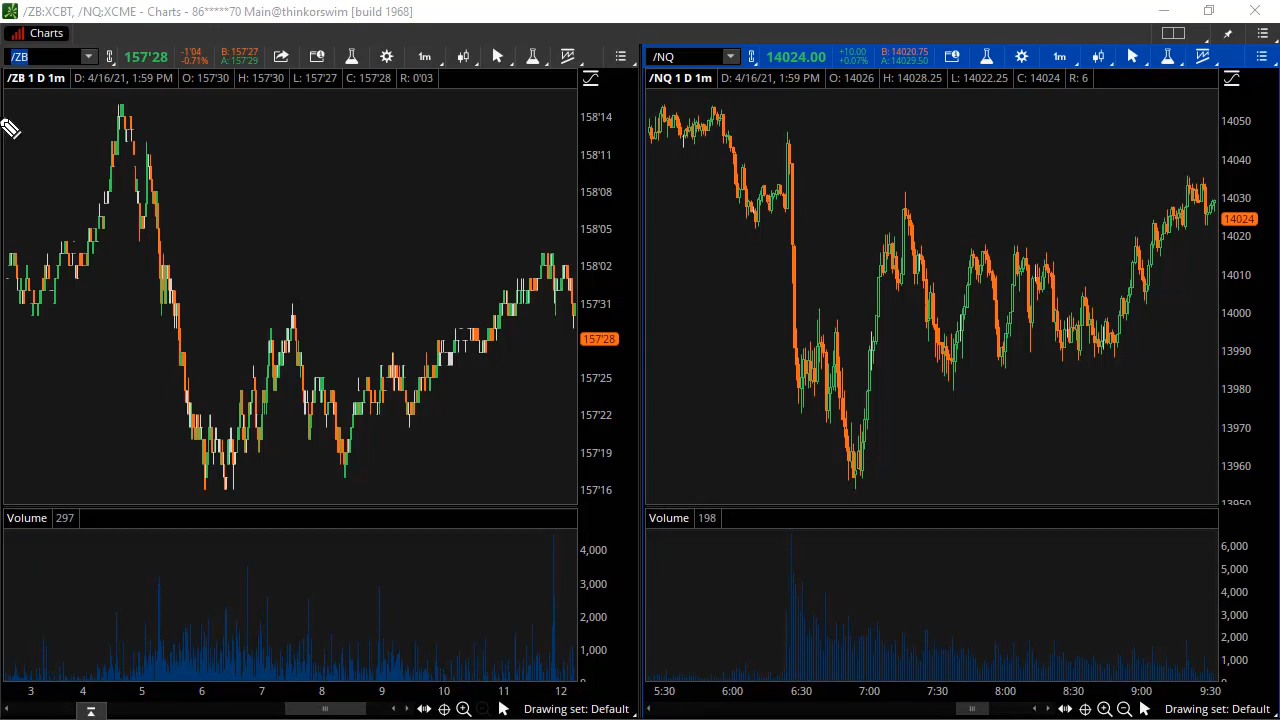 /ZB:XCBT, /NQ:XCME - Charts - 86*****70 Main@thinkorswim [build 1968]
Charts
/ZB 157'28 -1'04 -0.71% B: 157'27 A: 157'29 1m
/NQ 14024.00 +10.00 +0.07% B: 14020.75 A: 14029.50 1m
/ZB 1 D 1m D: 4/16/21, 1:59 PM O: 157'30 H: 157'30 L: 157'27 C: 157'28 R: 0'03
/NQ 1 D 1m D: 4/16/21, 1:59 PM O: 14026 H: 14028.25 L: 14022.25 C: 14024 R: 6
158'14
158'11
158'08
158'05
158'02
157'31
157'28
157'25
157'22
157'19
157'16
14050
14040
14030
14024
14020
14010
14000
13990
13980
13970
13960
13950
Volume 297
4,000
3,000
2,000
1,000
0
Volume 198
6,000
5,000
4,000
3,000
2,000
1,000
0
3 4 5 6 7 8 9 10 11 12
5:30 6:00 6:30 7:00 7:30 8:00 8:30 9:00 9:30
Drawing set: Default
Drawing set: Default